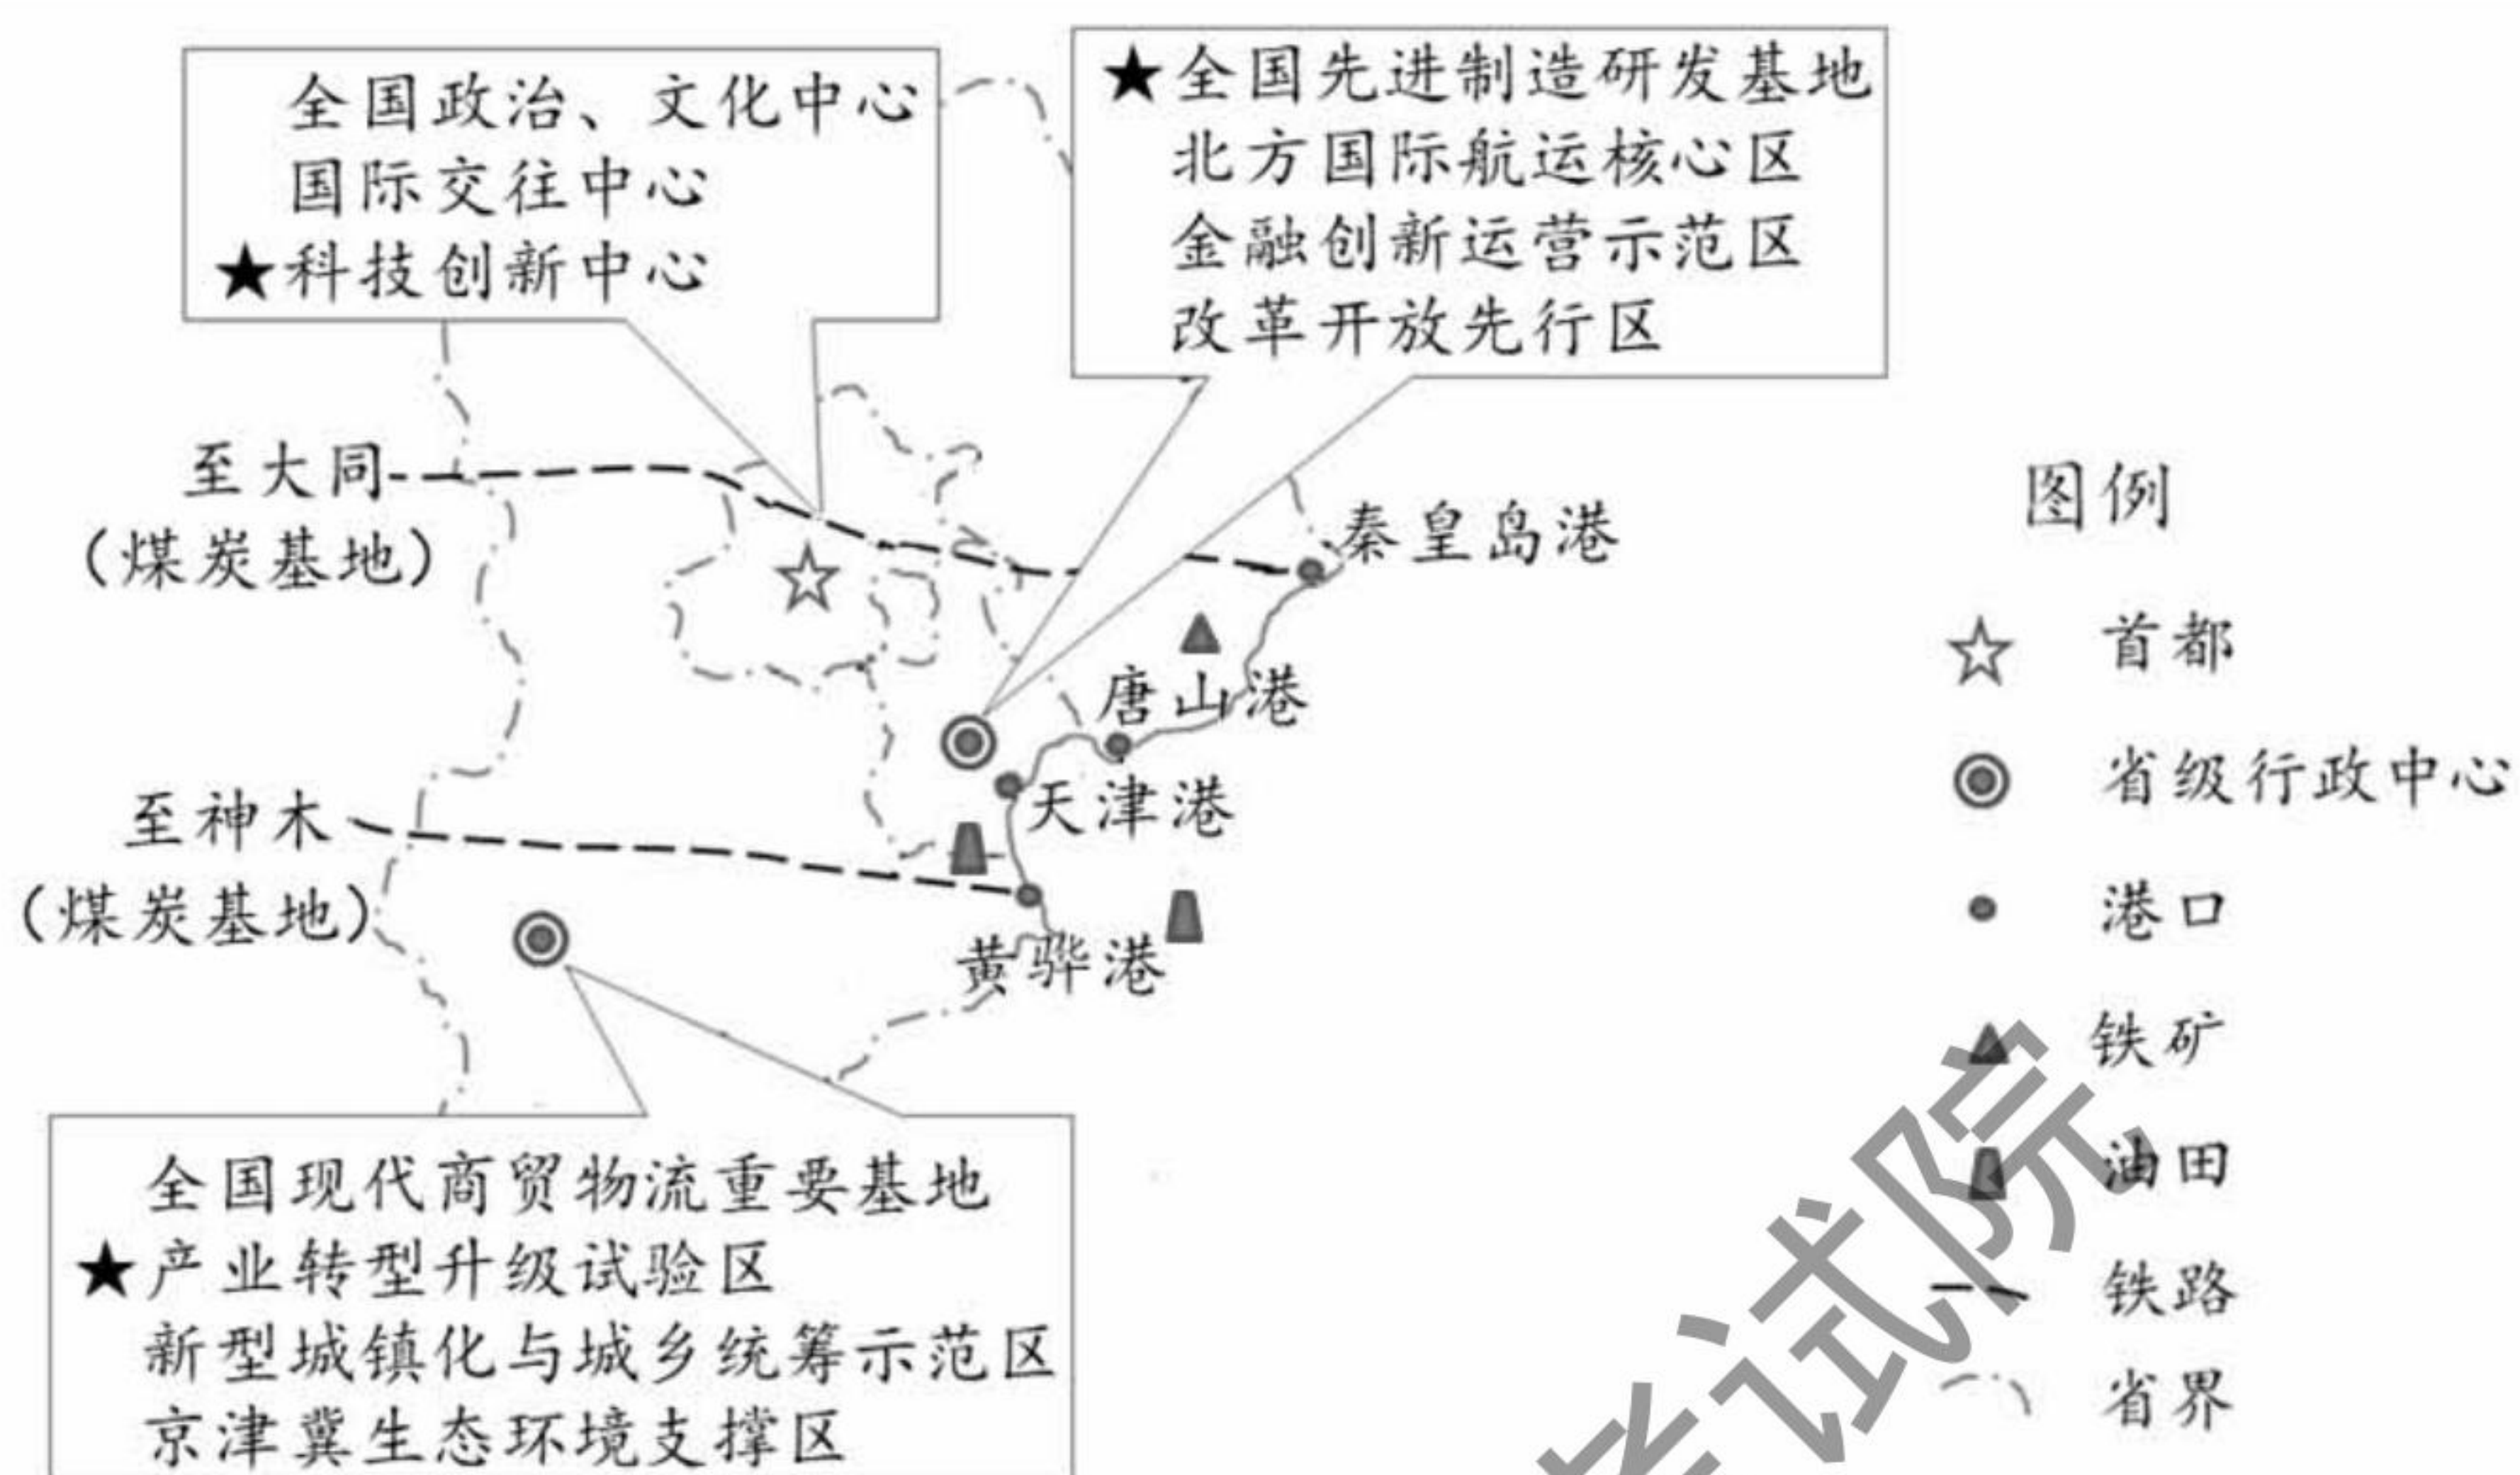 全国政治、文化中心
国际交往中心
★科技创新中心
★全国先进制造研发基地
北方国际航运核心区
金融创新运营示范区
改革开放先行区
至大同
（煤炭基地）
秦皇岛港
唐山港
天津港
至神木
（煤炭基地）
黄骅港
全国现代商贸物流重要基地
★产业转型升级试验区
新型城镇化与城乡统筹示范区
京津冀生态环境支撑区
图例
首都
省级行政中心
港口
铁矿
油田
铁路
省界
考试院